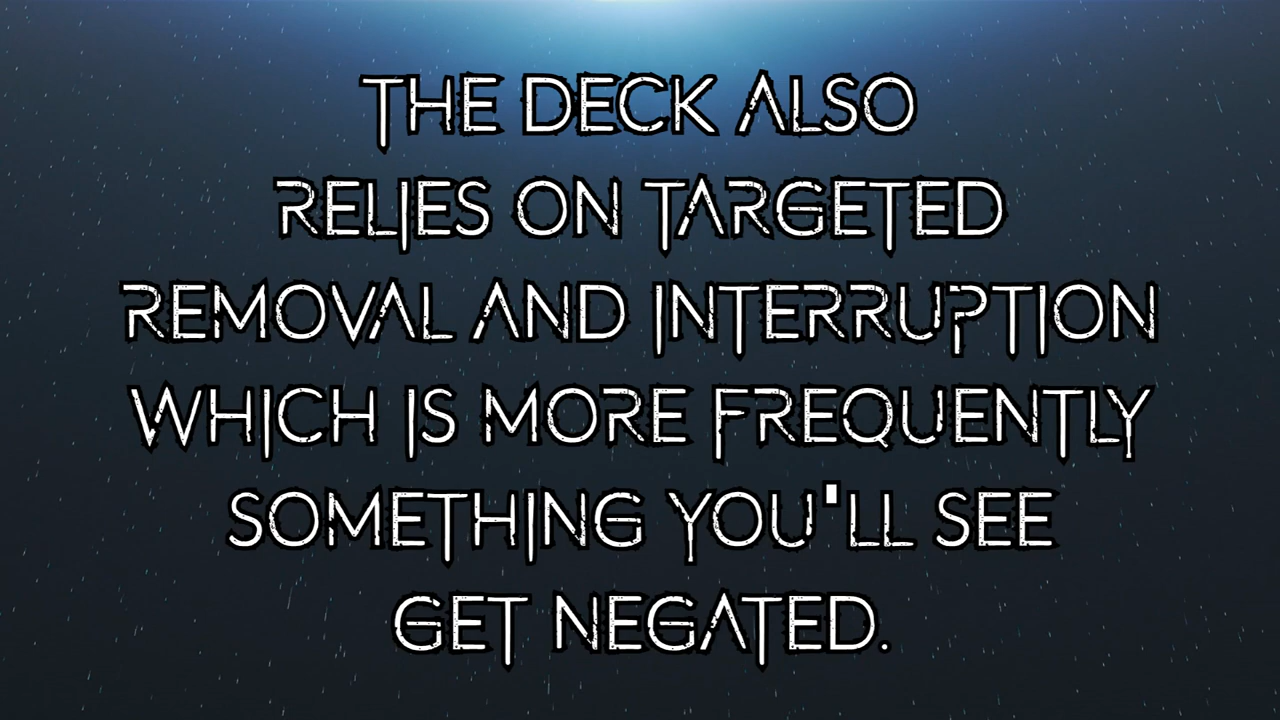 THE DECK ALSO
RELIES ON TARGETED
REMOVAL AND INTERRUPTION
WHICH IS MORE FREQUENTLY
SOMETHING YOU'LL SEE
GET NEGATED.